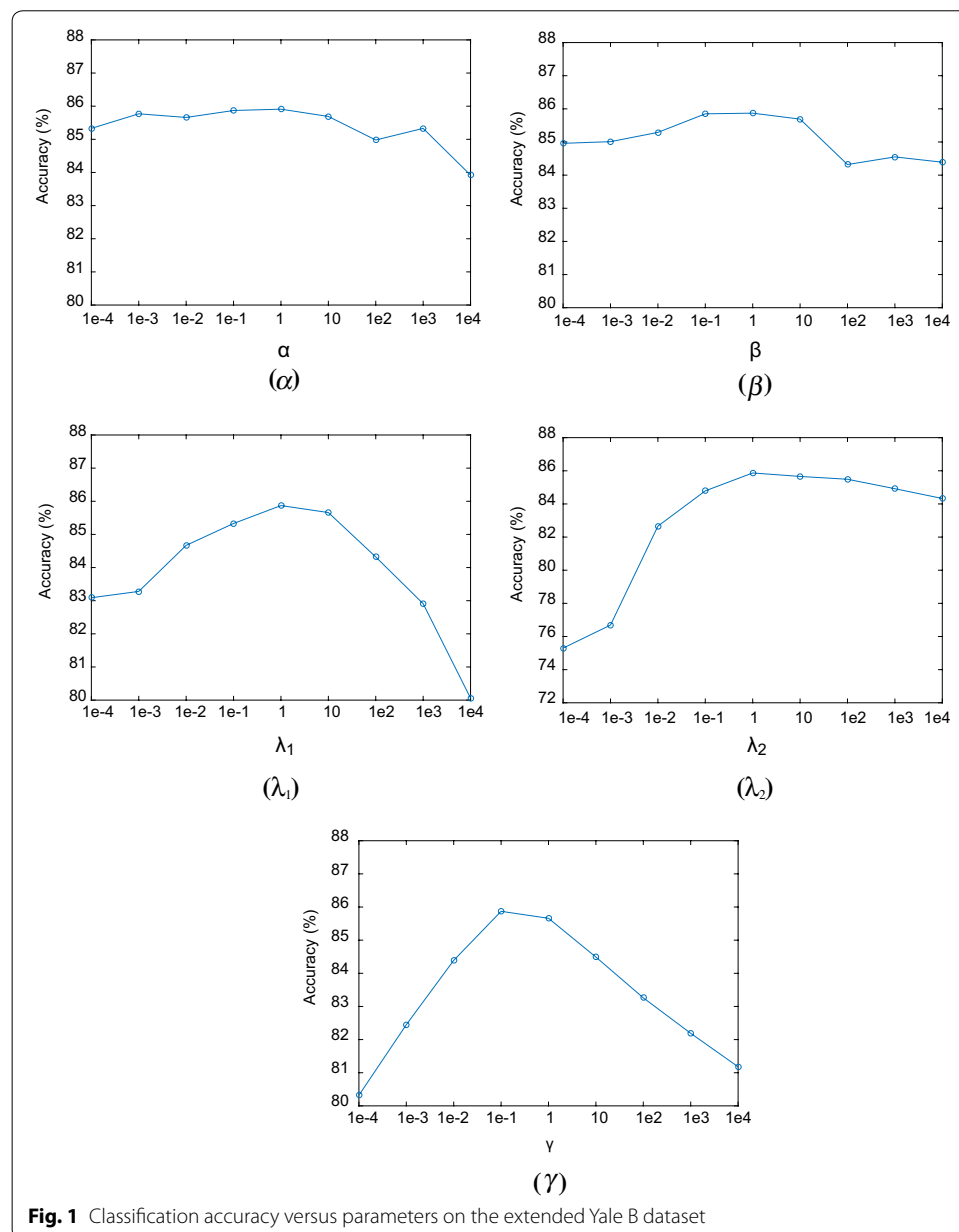 88
87
86
85
84
83
82
81
80
Accuracy (%)
1e-4 1e-3 1e-2 1e-1 1 10 1e2 1e3 1e4
α
(α)
88
87
86
85
84
83
82
81
80
Accuracy (%)
1e-4 1e-3 1e-2 1e-1 1 10 1e2 1e3 1e4
β
(β)
88
87
86
85
84
83
82
81
80
Accuracy (%)
1e-4 1e-3 1e-2 1e-1 1 10 1e2 1e3 1e4
λ1
(λ1)
88
86
84
82
80
78
76
74
72
Accuracy (%)
1e-4 1e-3 1e-2 1e-1 1 10 1e2 1e3 1e4
λ2
(λ2)
88
87
86
85
84
83
82
81
80
Accuracy (%)
1e-4 1e-3 1e-2 1e-1 1 10 1e2 1e3 1e4
γ
(γ)
Fig. 1 Classification accuracy versus parameters on the extended Yale B dataset